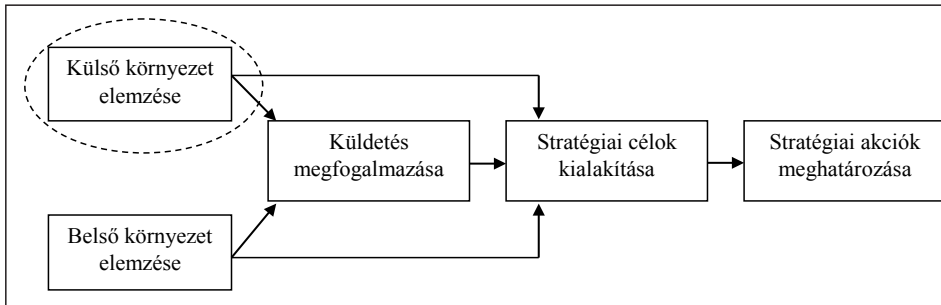 Külső környezet
elemzése
Küldetés
megfogalmazása
Stratégiai célok
kialakítása
Stratégiai akciók
meghatározása
Belső környezet
elemzése